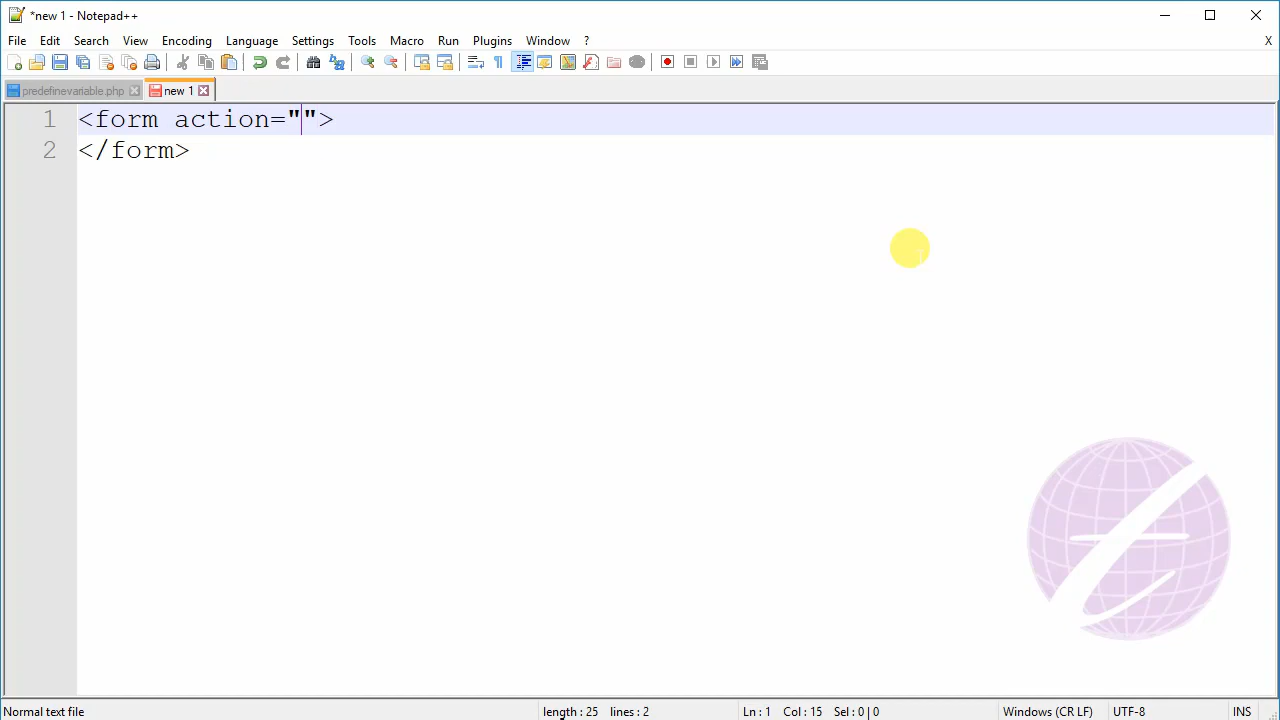 *new 1 - Notepad++
File Edit Search View Encoding Language Settings Tools Macro Run Plugins Window ? X
predefinevariable.php new 1
1 <form action="">
2 </form>
Normal text file length : 25 lines : 2 Ln : 1 Col : 15 Sel : 0 | 0 Windows (CR LF) UTF-8 INS